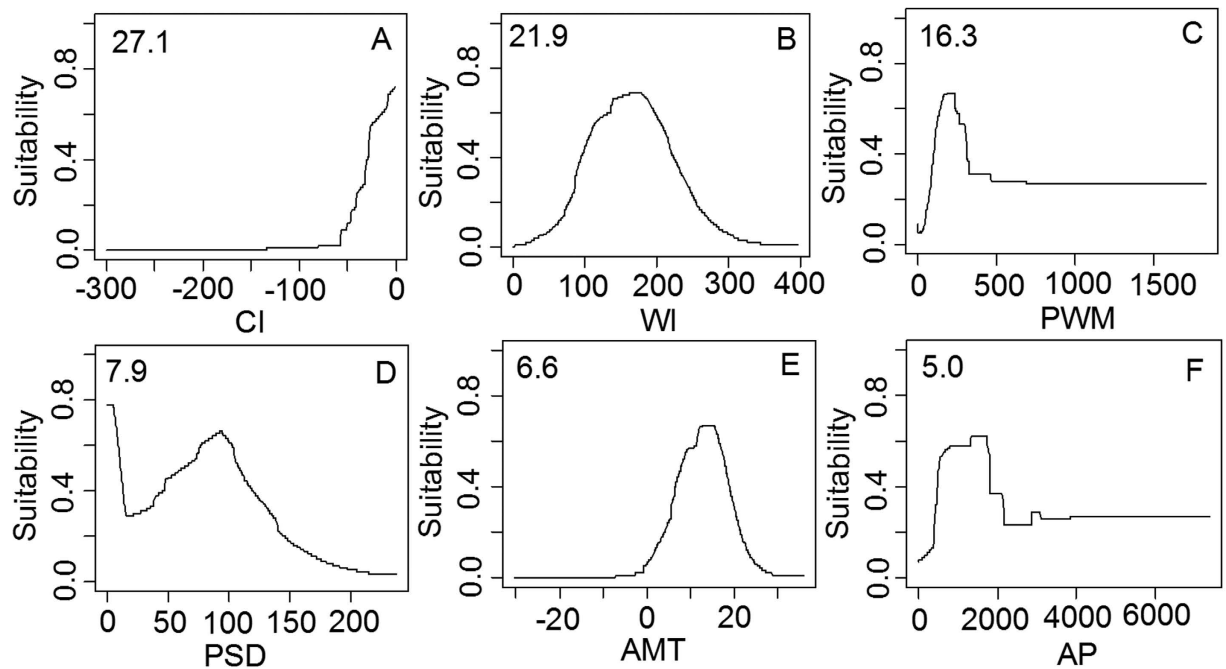 27.1 A
Suitability
0.0 0.4 0.8
-300 -200 -100 0
CI
21.9 B
Suitability
0.0 0.4 0.8
0 100 200 300 400
WI
16.3 C
Suitability
0.0 0.4 0.8
0 500 1000 1500
PWM
7.9 D
Suitability
0.0 0.4 0.8
0 50 100 150 200
PSD
6.6 E
Suitability
0.0 0.4 0.8
-20 0 20
AMT
5.0 F
Suitability
0.0 0.4 0.8
0 2000 4000 6000
AP